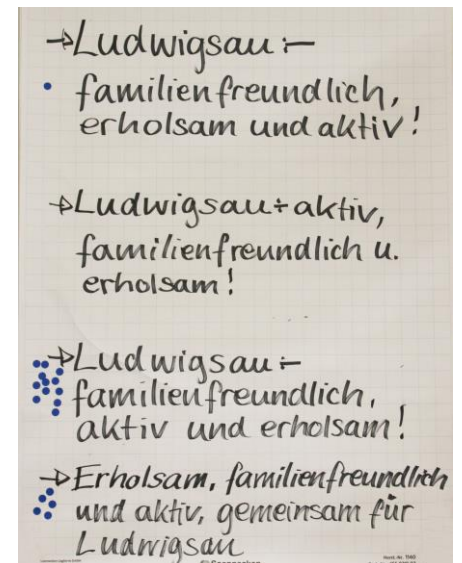 →Ludwigsau:–
familienfreundlich,
erholsam und aktiv!
→Ludwigsau÷aktiv,
familienfreundlich u.
erholsam!
→Ludwigsau:–
familienfreundlich,
aktiv und erholsam!
→Erholsam, familienfreundlich
und aktiv, gemeinsam für
Ludwigsau